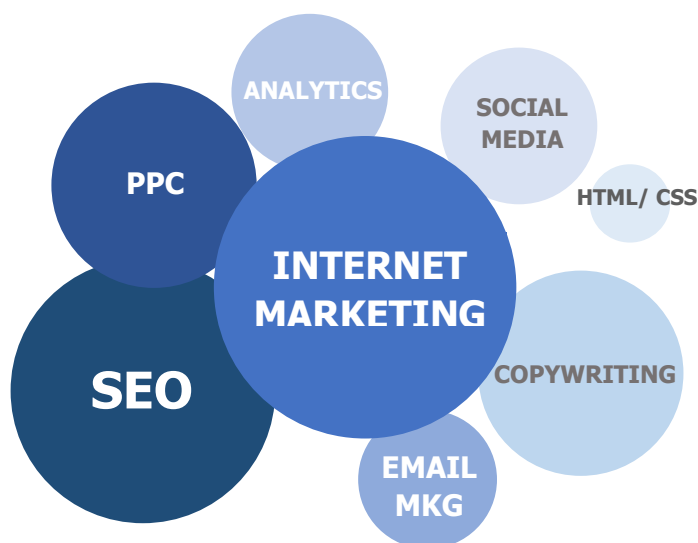 ANALYTICS
SOCIAL
MEDIA
PPC
HTML/ CSS
INTERNET
MARKETING
SEO
COPYWRITING
EMAIL
MKG